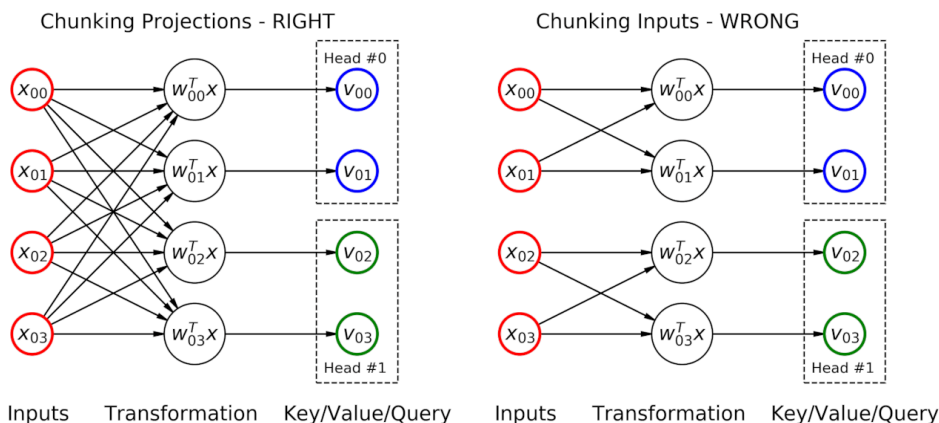 Chunking Projections - RIGHT
Head #0
x₀₀ w₀₀ᵀx v₀₀
x₀₁ w₀₁ᵀx v₀₁
x₀₂ w₀₂ᵀx v₀₂
x₀₃ w₀₃ᵀx v₀₃
Head #1
Inputs Transformation Key/Value/Query
Chunking Inputs - WRONG
Head #0
x₀₀ w₀₀ᵀx v₀₀
x₀₁ w₀₁ᵀx v₀₁
x₀₂ w₀₂ᵀx v₀₂
x₀₃ w₀₃ᵀx v₀₃
Head #1
Inputs Transformation Key/Value/Query